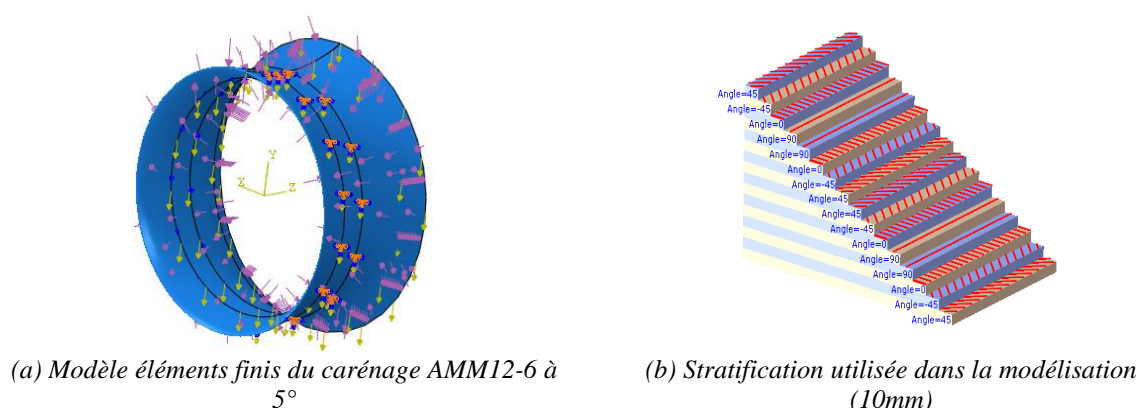 Y
X
Z
Angle=45
Angle=-45
Angle=0
Angle=90
Angle=90
Angle=0
Angle=-45
Angle=45
Angle=45
Angle=-45
Angle=0
Angle=90
Angle=90
Angle=0
Angle=-45
Angle=45
(a) Modèle éléments finis du carénage AMM12-6 à
5°
(b) Stratification utilisée dans la modélisation
(10mm)